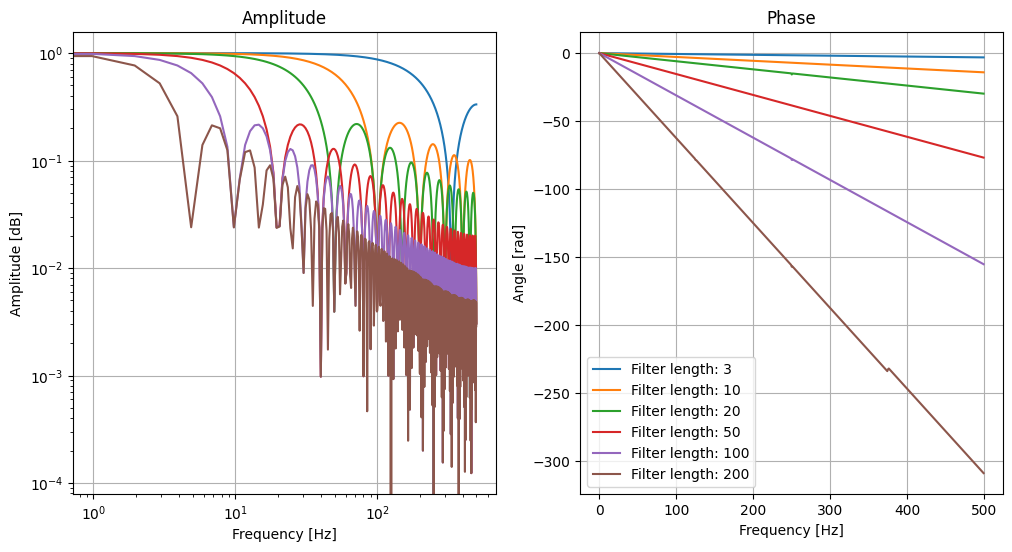 Amplitude
Amplitude [dB]
10⁰
10⁻¹
10⁻²
10⁻³
10⁻⁴
10⁰
10¹
10²
Frequency [Hz]
Phase
Angle [rad]
0
−50
−100
−150
−200
−250
−300
Filter length: 3
Filter length: 10
Filter length: 20
Filter length: 50
Filter length: 100
Filter length: 200
0
100
200
300
400
500
Frequency [Hz]